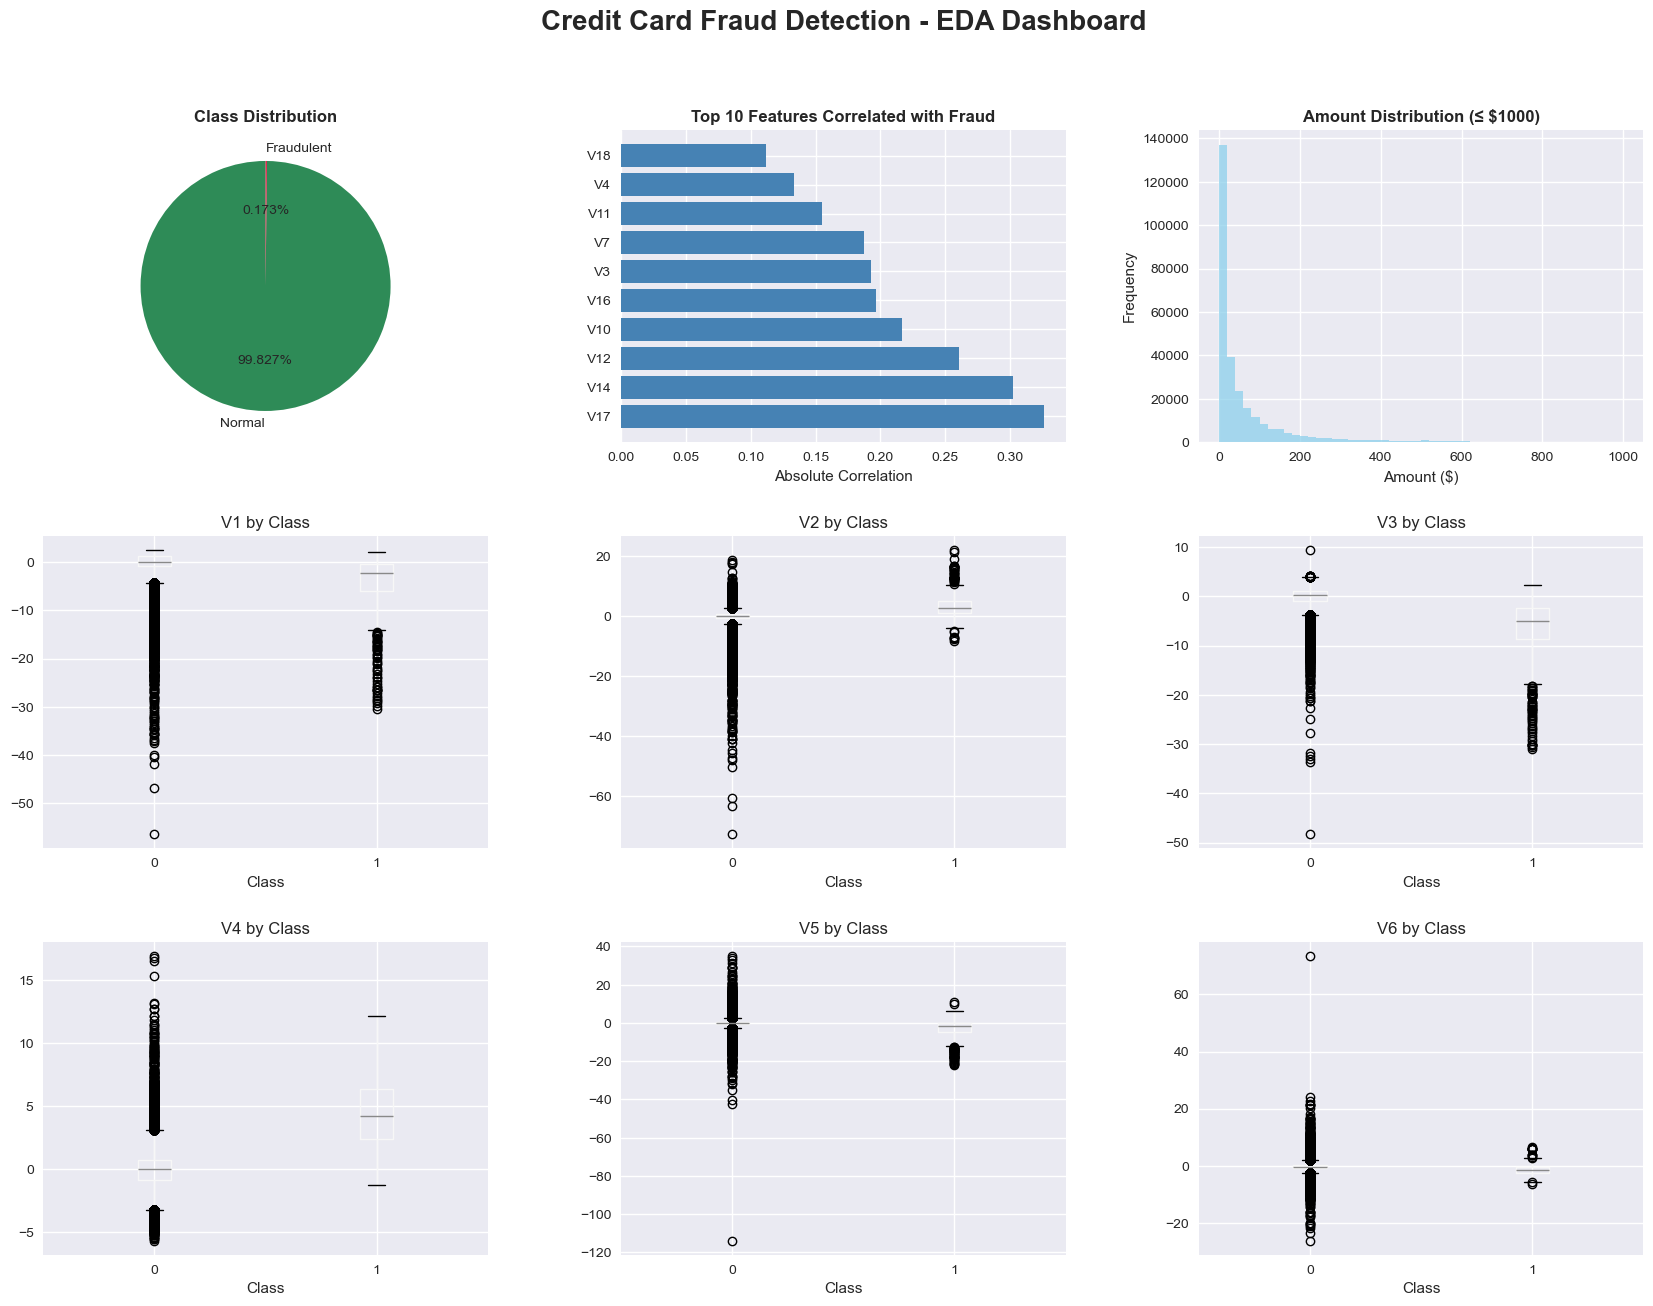 Credit Card Fraud Detection - EDA Dashboard
Class Distribution
Fraudulent
0.173%
99.827%
Normal
Top 10 Features Correlated with Fraud
V18
V4
V11
V7
V3
V16
V10
V12
V14
V17
0.00 0.05 0.10 0.15 0.20 0.25 0.30
Absolute Correlation
Amount Distribution (≤ $1000)
Frequency
140000
120000
100000
80000
60000
40000
20000
0
0 200 400 600 800 1000
Amount ($)
V1 by Class
0
−10
−20
−30
−40
−50
0 1
Class
V2 by Class
20
0
−20
−40
−60
0 1
Class
V3 by Class
10
0
−10
−20
−30
−40
−50
0 1
Class
V4 by Class
15
10
5
0
−5
0 1
Class
V5 by Class
40
20
0
−20
−40
−60
−80
−100
−120
0 1
Class
V6 by Class
60
40
20
0
−20
0 1
Class